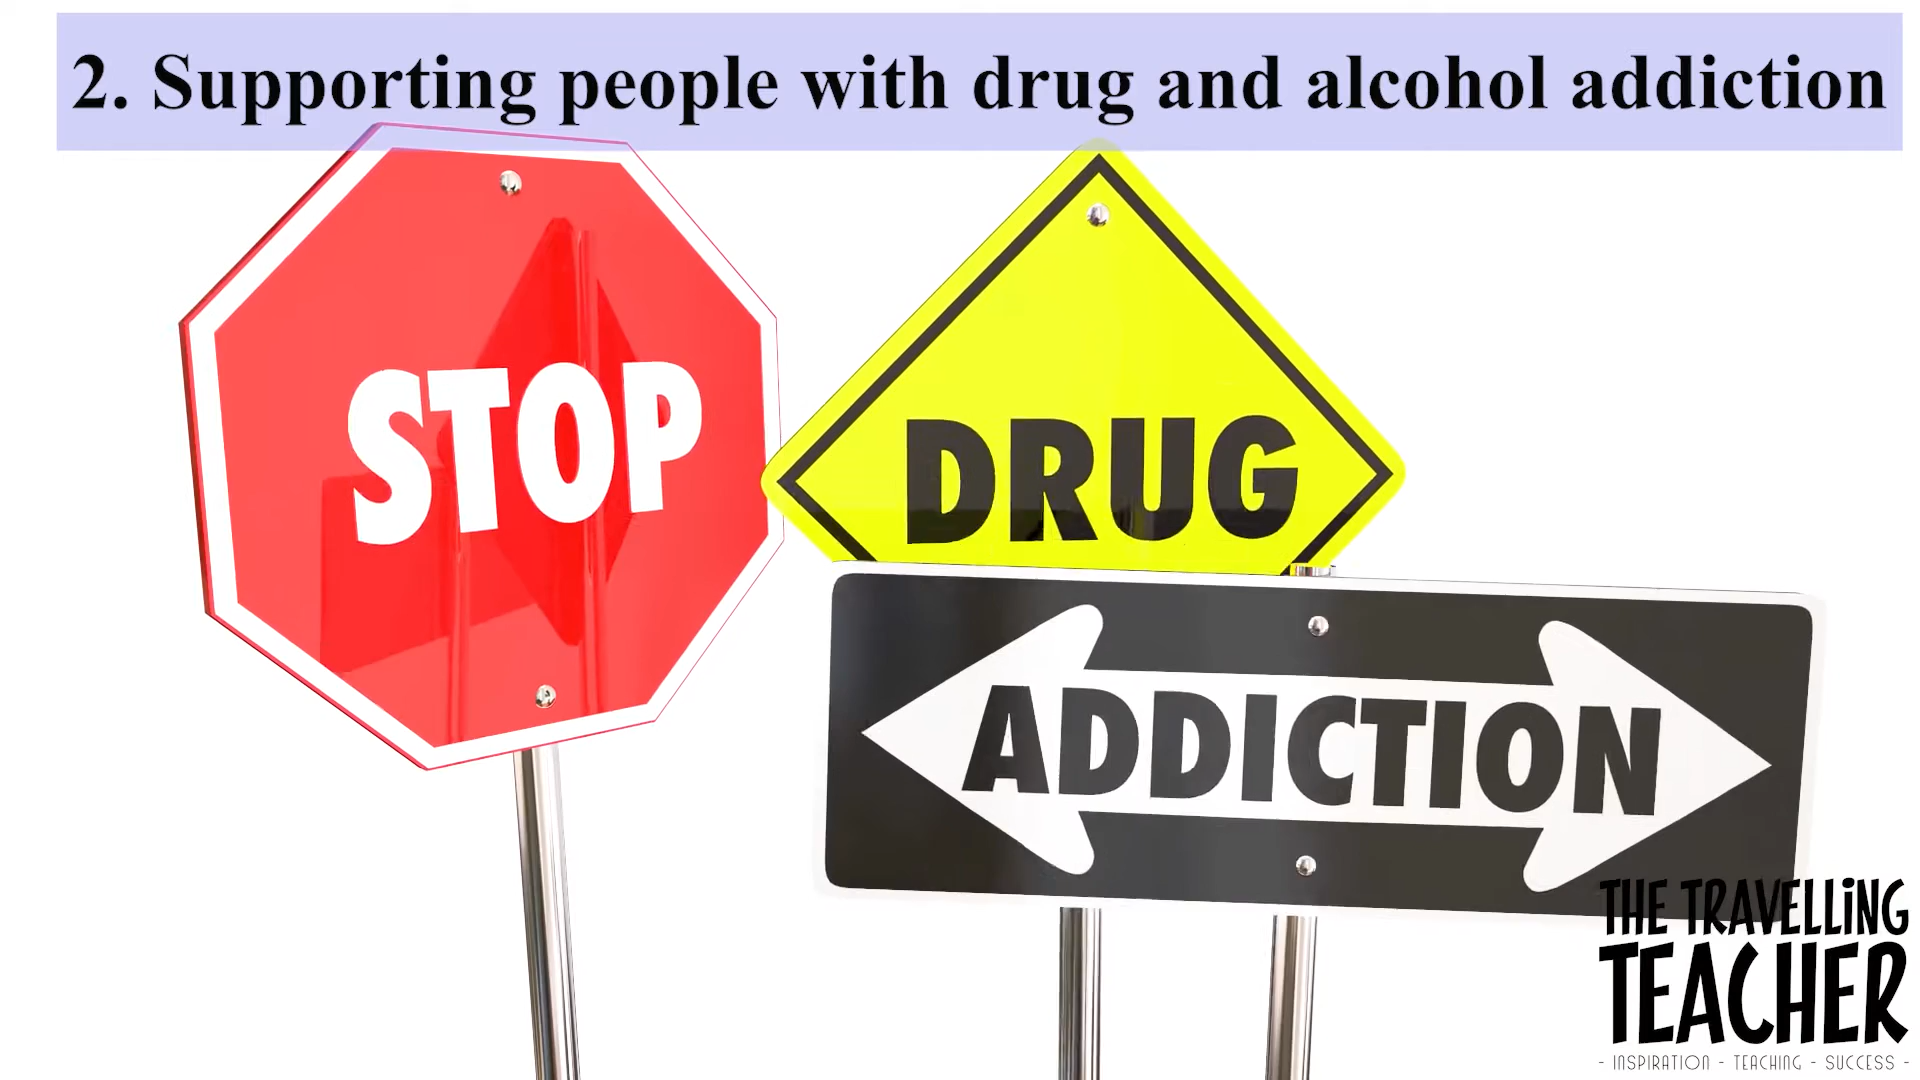 2. Supporting people with drug and alcohol addiction
STOP
DRUG
ADDICTION
THE TRAVELLiNG
TEACHER
- INSPIRATION - TEACHING - SUCCESS -